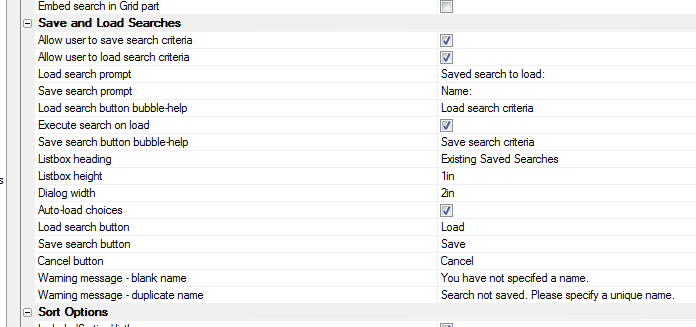 Embed search in Grid part
Save and Load Searches
Allow user to save search criteria
Allow user to load search criteria
Load search prompt Saved search to load:
Save search prompt Name:
Load search button bubble-help Load search criteria
Execute search on load
Save search button bubble-help Save search criteria
Listbox heading Existing Saved Searches
Listbox height 1in
Dialog width 2in
s
Auto-load choices
Load search button Load
Save search button Save
Cancel button Cancel
Warning message - blank name You have not specifed a name.
Warning message - duplicate name Search not saved. Please specify a unique name.
Sort Options